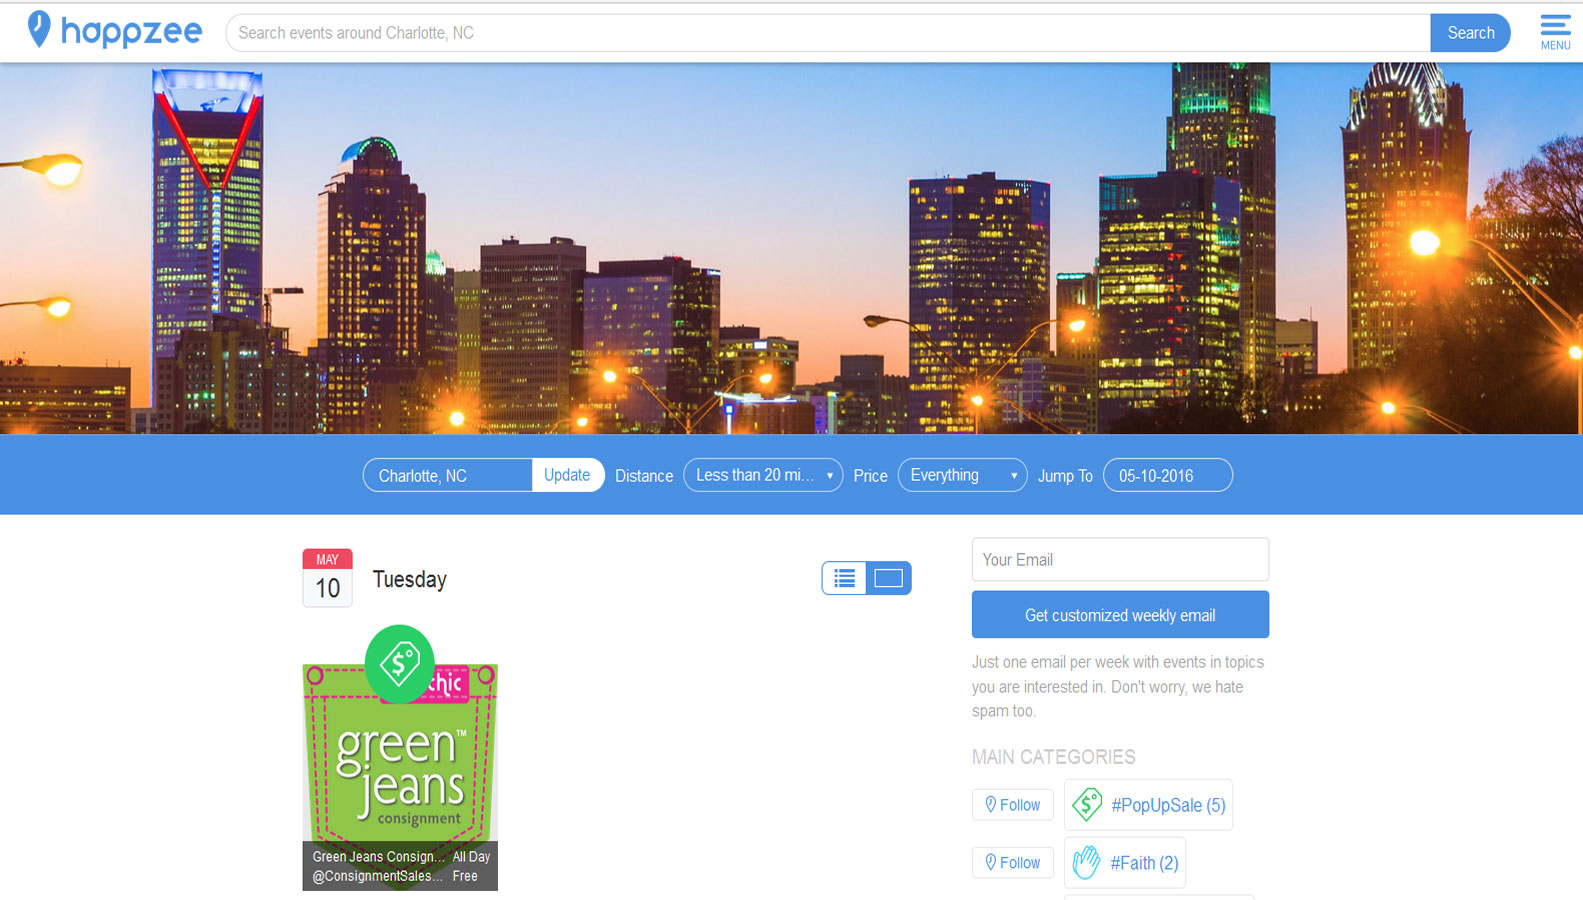 happzee
Search events around Charlotte, NC
Search
MENU
Charlotte, NC
Update
Distance
Less than 20 mi...
Price
Everything
Jump To
05-10-2016
MAY
10
Tuesday
chic
green™
jeans
consignment
Green Jeans Consign... All Day
@ConsignmentSales... Free
Your Email
Get customized weekly email
Just one email per week with events in topics
you are interested in. Don't worry, we hate
spam too.
MAIN CATEGORIES
Follow
#PopUpSale (5)
Follow
#Faith (2)